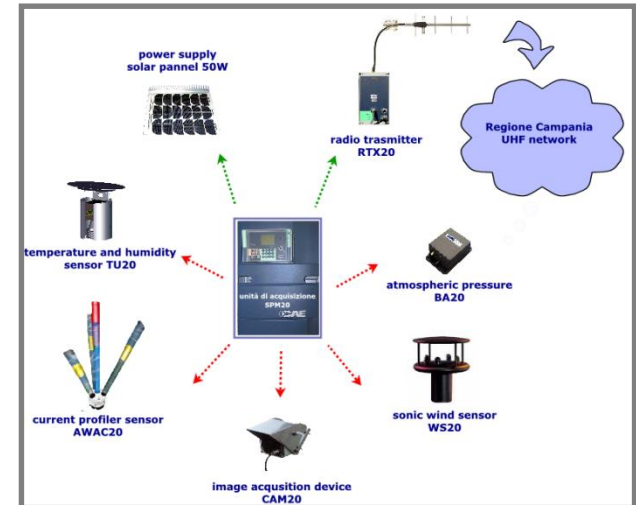 power supply
solar pannel 50W
radio trasmitter
RTX20
Regione Campania
UHF network
temperature and humidity
sensor TU20
unità di acquisizione
SPM20
CAE
atmospheric pressure
BA20
current profiler sensor
AWAC20
sonic wind sensor
WS20
image acqusition device
CAM20